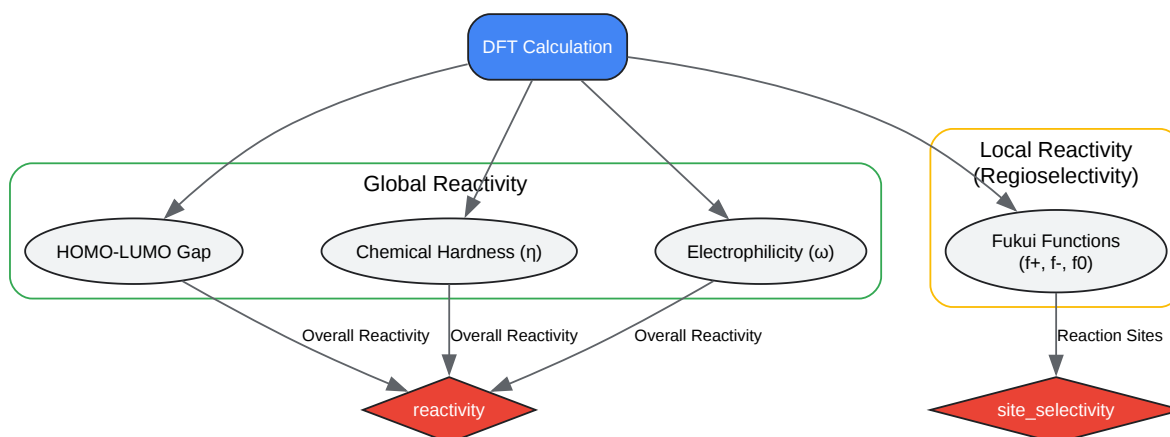 DFT Calculation
Local Reactivity
(Regioselectivity)
Global Reactivity
HOMO-LUMO Gap
Chemical Hardness (η)
Electrophilicity (ω)
Fukui Functions
(f+, f-, f0)
Overall Reactivity
Overall Reactivity
Overall Reactivity
Reaction Sites
reactivity
site_selectivity